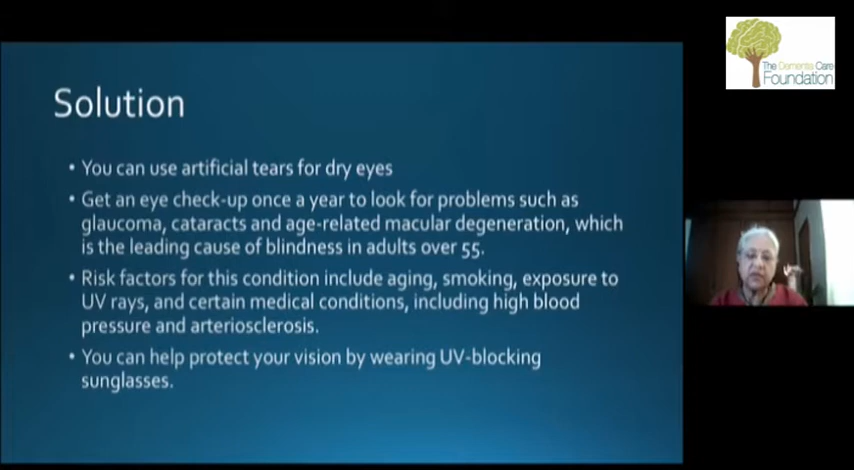 Solution
• You can use artificial tears for dry eyes
• Get an eye check-up once a year to look for problems such as
glaucoma, cataracts and age-related macular degeneration, which
is the leading cause of blindness in adults over 55.
• Risk factors for this condition include aging, smoking, exposure to
UV rays, and certain medical conditions, including high blood
pressure and arteriosclerosis.
• You can help protect your vision by wearing UV-blocking
sunglasses.
The Dementia Care
Foundation